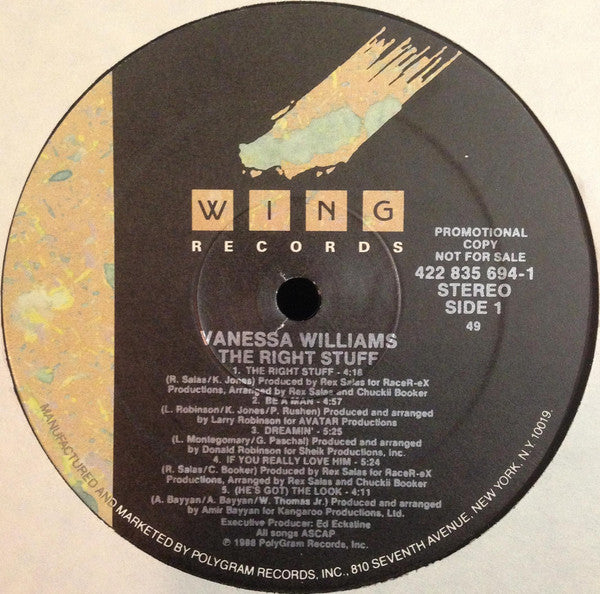 WING
RECORDS
PROMOTIONAL
COPY
NOT FOR SALE
422 835 694-1
STEREO
SIDE 1
49
VANESSA WILLIAMS
THE RIGHT STUFF
1. THE RIGHT STUFF - 4:18
(R. Salas/K. Jones) Produced by Rex Salas for RaceR-eX
Productions, Arranged by Rex Salas and Chuckii Booker
2. BE A MAN - 4:57
(L. Robinson/K. Jones/P. Rushen) Produced and arranged
by Larry Robinson for AVATAR Productions
3. DREAMIN' - 5:25
(L. Montegomary/G. Paschal) Produced and arranged
by Donald Robinson for Sheik Productions, Inc.
4. IF YOU REALLY LOVE HIM - 5:24
(R. Salas/C. Booker) Produced by Rex Salas for RaceR-eX
Productions, Arranged by Rex Salas and Chuckii Booker
5. (HE'S GOT) THE LOOK - 4:11
(A. Bayyan/A. Bayyan/W. Thomas Jr.) Produced and arranged
by Amir Bayyan for Kangaroo Productions, Ltd.
Executive Producer: Ed Eckstine
All songs ASCAP
Ⓟ 1988 PolyGram Records, Inc.
MANUFACTURED AND MARKETED BY POLYGRAM RECORDS, INC., 810 SEVENTH AVENUE, NEW YORK, N.Y. 10019.